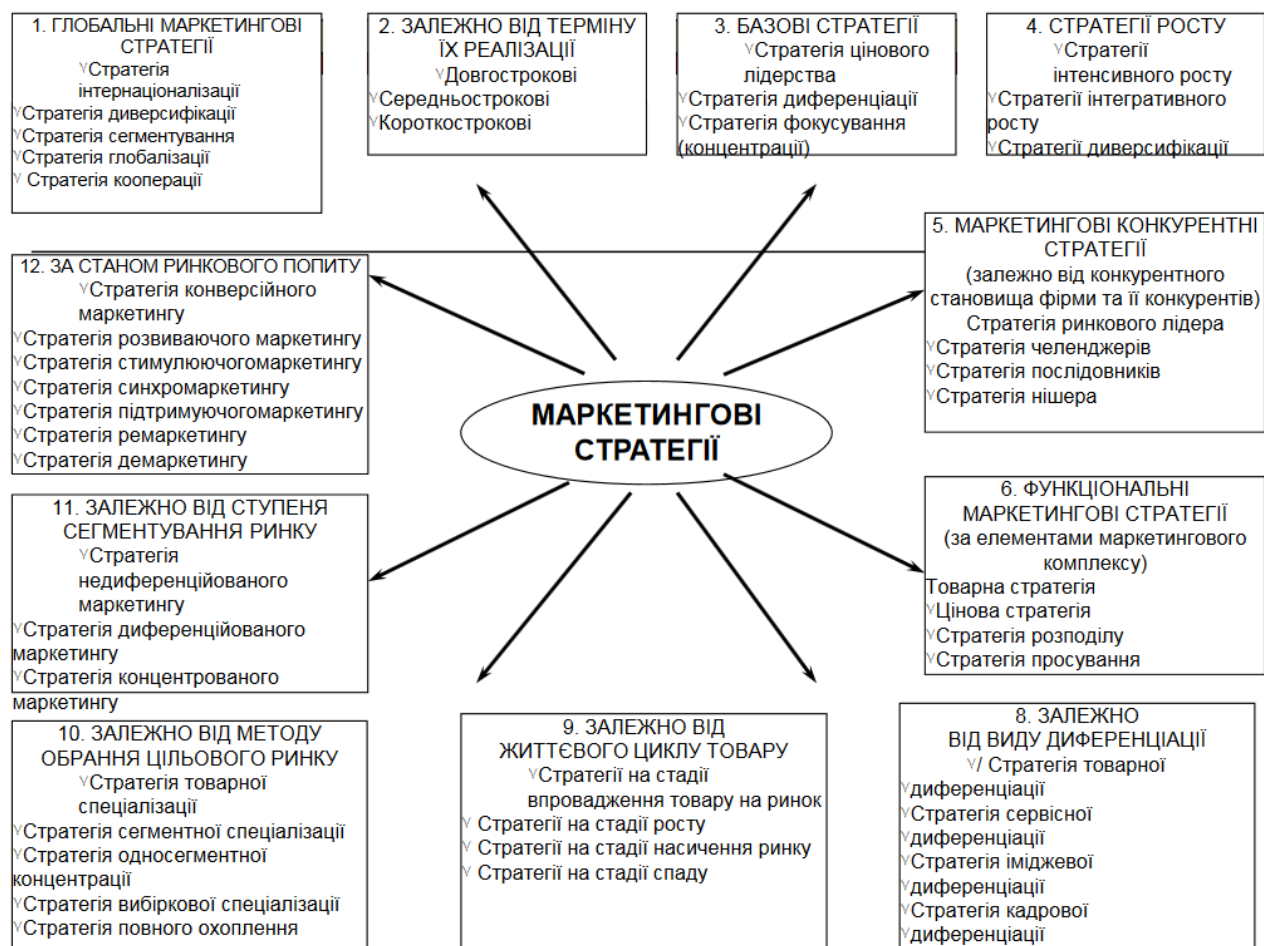 1. ГЛОБАЛЬНІ МАРКЕТИНГОВІ
СТРАТЕГІЇ
Стратегія
інтернаціоналізації
Стратегія диверсифікації
Стратегія сегментування
Стратегія глобалізації
Стратегія кооперації
2. ЗАЛЕЖНО ВІД ТЕРМІНУ
ЇХ РЕАЛІЗАЦІЇ
Довгострокові
Середньострокові
Короткострокові
3. БАЗОВІ СТРАТЕГІЇ
Стратегія цінового
лідерства
Стратегія диференціації
Стратегія фокусування
(концентрації)
4. СТРАТЕГІЇ РОСТУ
Стратегії
інтенсивного росту
Стратегії інтегративного
росту
Стратегії диверсифікації
5. МАРКЕТИНГОВІ КОНКУРЕНТНІ
СТРАТЕГІЇ
(залежно від конкурентного
становища фірми та її конкурентів)
Стратегія ринкового лідера
Стратегія челенджерів
Стратегія послідовників
Стратегія нішера
12. ЗА СТАНОМ РИНКОВОГО ПОПИТУ
Стратегія конверсійного
маркетингу
Стратегія розвиваючого маркетингу
Стратегія стимулюючогомаркетингу
Стратегія синхромаркетингу
Стратегія підтримуючогомаркетингу
Стратегія ремаркетингу
Стратегія демаркетингу
МАРКЕТИНГОВІ
СТРАТЕГІЇ
6. ФУНКЦІОНАЛЬНІ
МАРКЕТИНГОВІ СТРАТЕГІЇ
(за елементами маркетингового
комплексу)
Товарна стратегія
Цінова стратегія
Стратегія розподілу
Стратегія просування
11. ЗАЛЕЖНО ВІД СТУПЕНЯ
СЕГМЕНТУВАННЯ РИНКУ
Стратегія
недиференційованого
маркетингу
Стратегія диференційованого
маркетингу
Стратегія концентрованого
маркетингу
10. ЗАЛЕЖНО ВІД МЕТОДУ
ОБРАННЯ ЦІЛЬОВОГО РИНКУ
Стратегія товарної
спеціалізації
Стратегія сегментної спеціалізації
Стратегія односегментної
концентрації
Стратегія вибіркової спеціалізації
Стратегія повного охоплення
9. ЗАЛЕЖНО ВІД
ЖИТТЄВОГО ЦИКЛУ ТОВАРУ
Стратегії на стадії
впровадження товару на ринок
Стратегії на стадії росту
Стратегії на стадії насичення ринку
Стратегії на стадії спаду
8. ЗАЛЕЖНО
ВІД ВИДУ ДИФЕРЕНЦІАЦІЇ
/ Стратегія товарної
диференціації
Стратегія сервісної
диференціації
Стратегія іміджевої
диференціації
Стратегія кадрової
диференціації